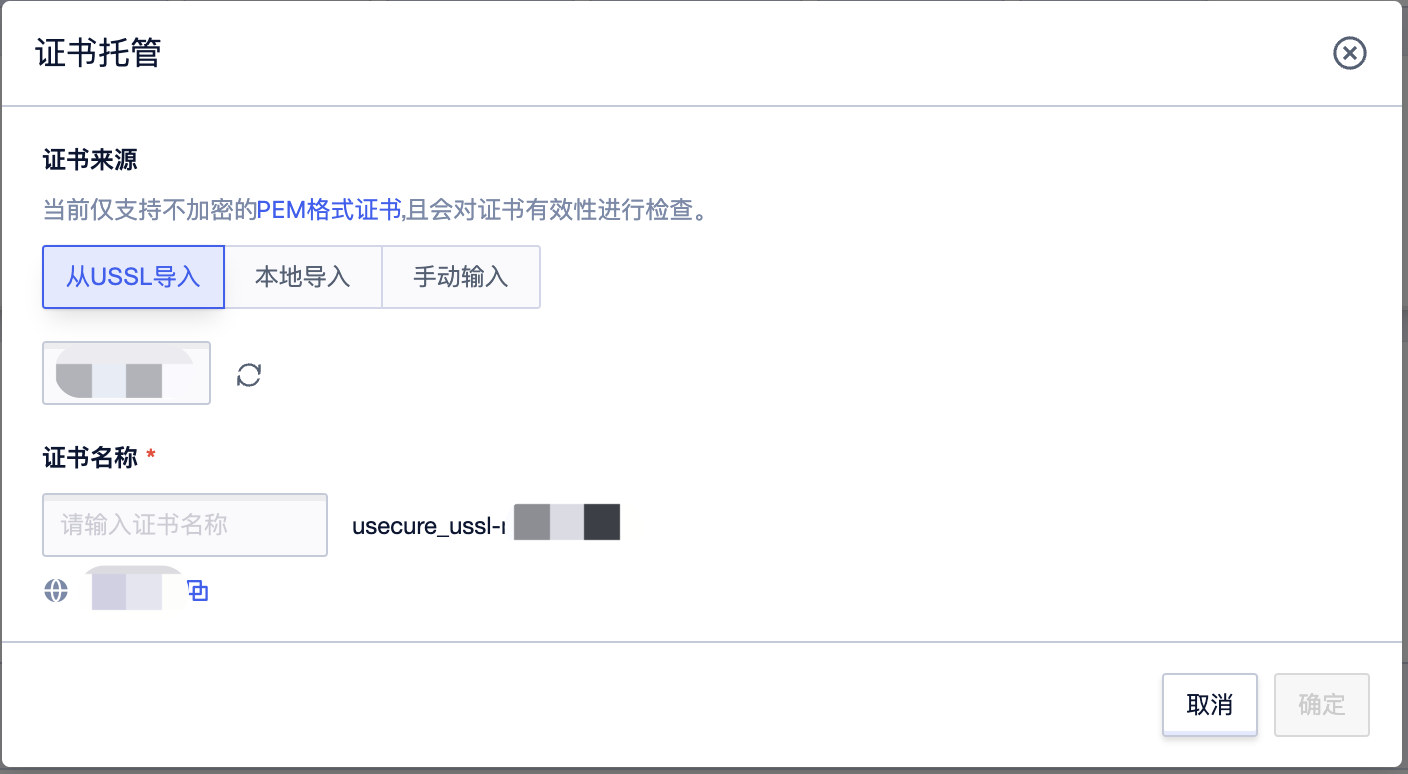 证书托管
证书来源
当前仅支持不加密的PEM格式证书,且会对证书有效性进行检查。
从USSL导入 本地导入 手动输入
证书名称 *
请输入证书名称 usecure_ussl-
取消 确定